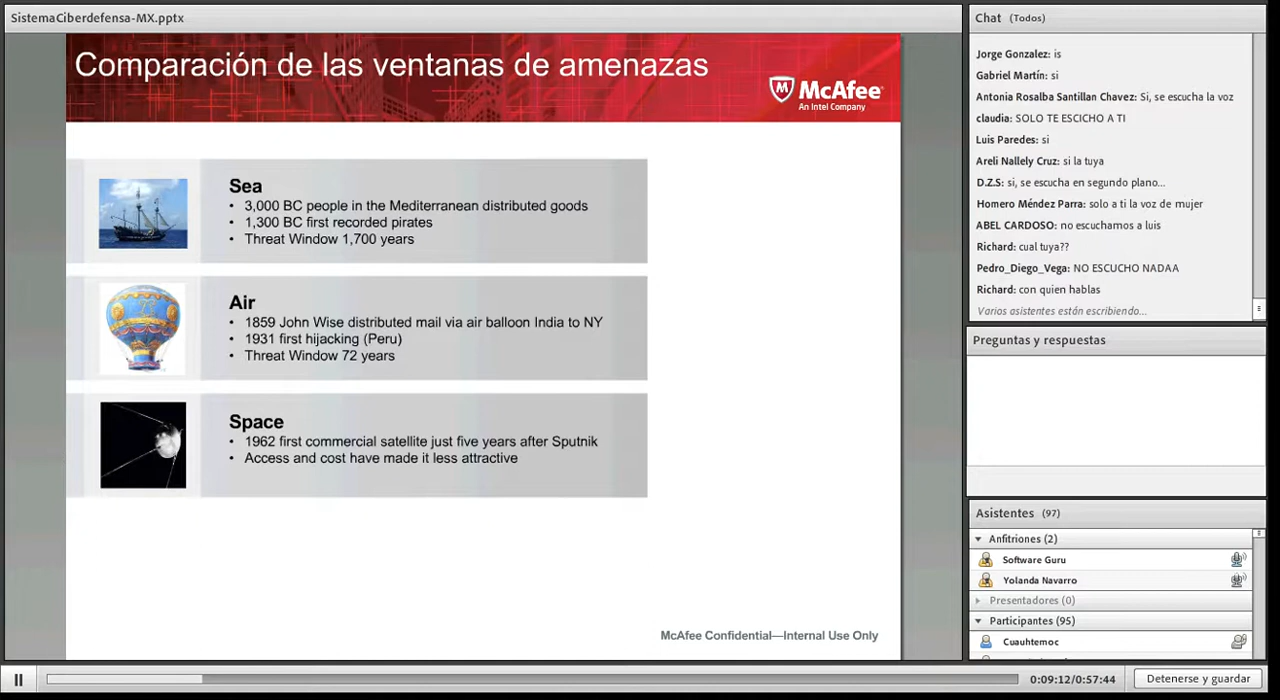 SistemaCiberdefensa-MX.pptx
Comparación de las ventanas de amenazas
McAfee
An Intel Company
Sea
• 3,000 BC people in the Mediterranean distributed goods
• 1,300 BC first recorded pirates
• Threat Window 1,700 years
Air
• 1859 John Wise distributed mail via air balloon India to NY
• 1931 first hijacking (Peru)
• Threat Window 72 years
Space
• 1962 first commercial satellite just five years after Sputnik
• Access and cost have made it less attractive
McAfee Confidential—Internal Use Only
Chat (Todos)
Jorge Gonzalez: is
Gabriel Martín: si
Antonia Rosalba Santillan Chavez: Si, se escucha la voz
claudia: SOLO TE ESCICHO A TI
Luis Paredes: si
Areli Nallely Cruz: si la tuya
D.Z.S: si, se escucha en segundo plano...
Homero Méndez Parra: solo a ti la voz de mujer
ABEL CARDOSO: no escuchamos a luis
Richard: cual tuya??
Pedro_Diego_Vega: NO ESCUCHO NADAA
Richard: con quien hablas
Varios asistentes están escribiendo...
Preguntas y respuestas
Asistentes (97)
Anfitriones (2)
Software Guru
Yolanda Navarro
Presentadores (0)
Participantes (95)
Cuauhtemoc
0:09:12/0:57:44
Detenerse y guardar